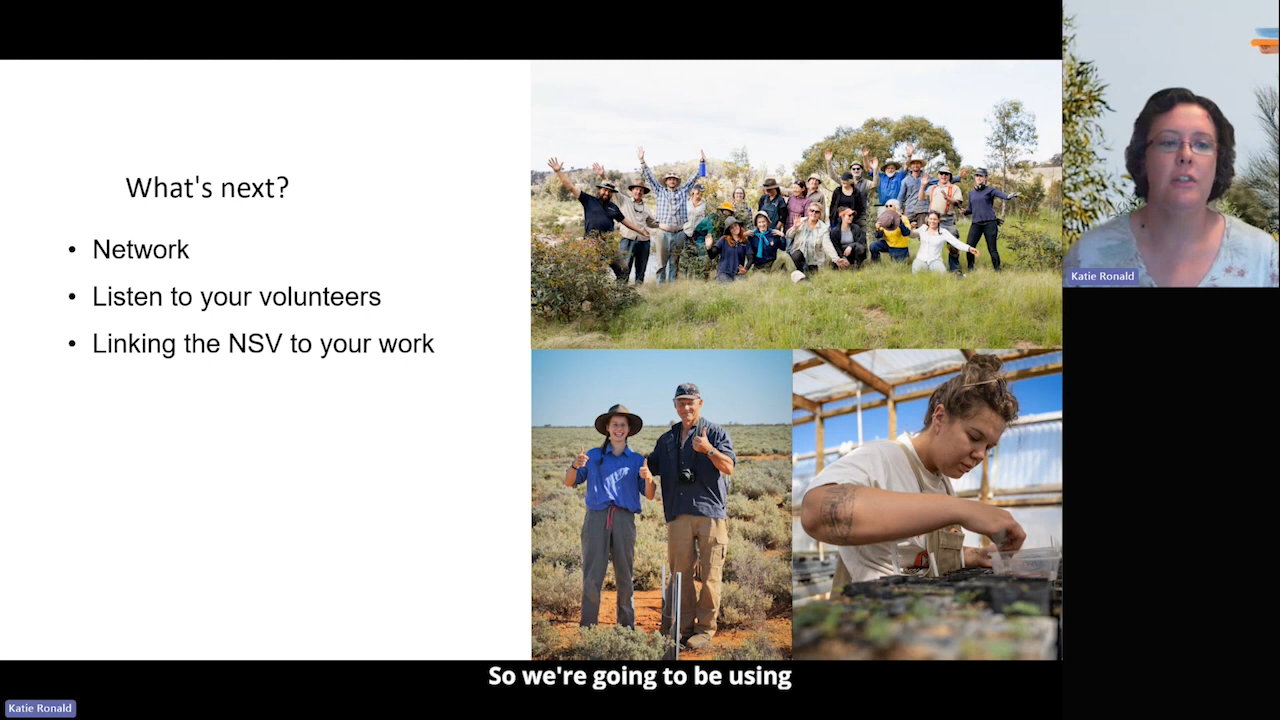 What's next?
• Network
• Listen to your volunteers
• Linking the NSV to your work
Katie Ronald
So we're going to be using
Katie Ronald